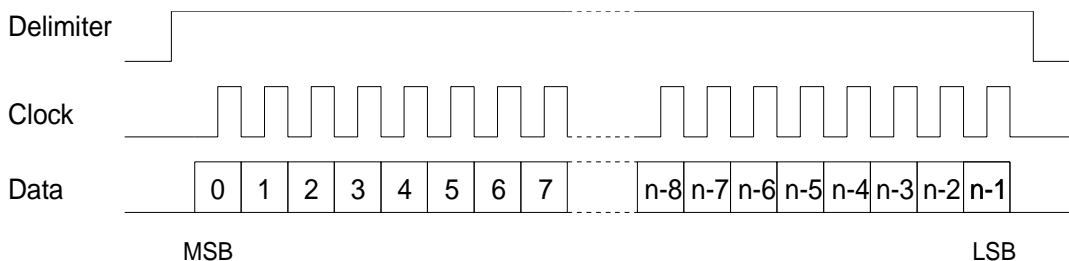 Delimiter
Clock
Data 0 1 2 3 4 5 6 7 n-8 n-7 n-6 n-5 n-4 n-3 n-2 n-1
MSB LSB